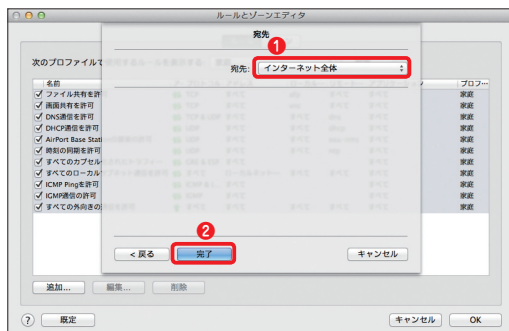 ルールとゾーンエディタ
宛先
1
次のプロファイルて
宛先: インターネット全体
名前 プロフ…
ファイル共有を許 家庭
画面共有を許可 家庭
DNS通信を許可 家庭
DHCP通信を許可 家庭
AirPort Base Stati 家庭
時刻の同期を許可 家庭
すべてのカプセル 家庭
すべてのローカル 家庭
ICMP Pingを許可 家庭
IGMP通信の許可 家庭
すべての外向きの 家庭
2
< 戻る 完了 キャンセル
追加... 編集... 削除
? 既定 キャンセル OK